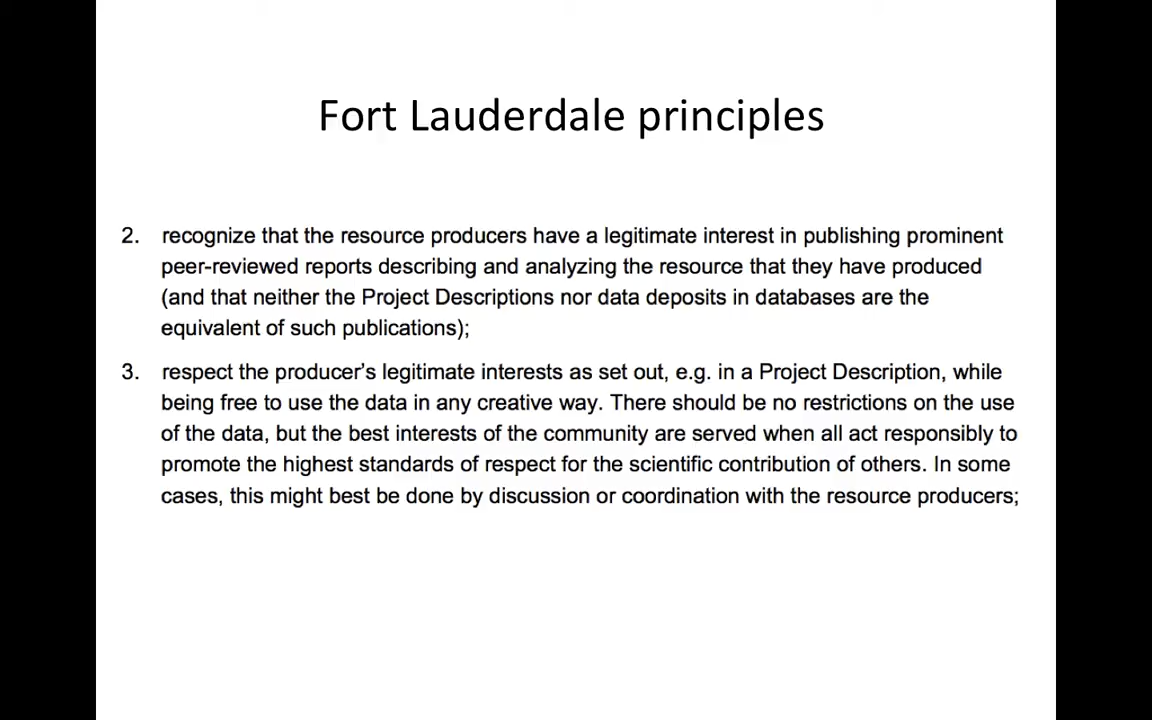 Fort Lauderdale principles
2. recognize that the resource producers have a legitimate interest in publishing prominent
peer-reviewed reports describing and analyzing the resource that they have produced
(and that neither the Project Descriptions nor data deposits in databases are the
equivalent of such publications);
3. respect the producer’s legitimate interests as set out, e.g. in a Project Description, while
being free to use the data in any creative way. There should be no restrictions on the use
of the data, but the best interests of the community are served when all act responsibly to
promote the highest standards of respect for the scientific contribution of others. In some
cases, this might best be done by discussion or coordination with the resource producers;